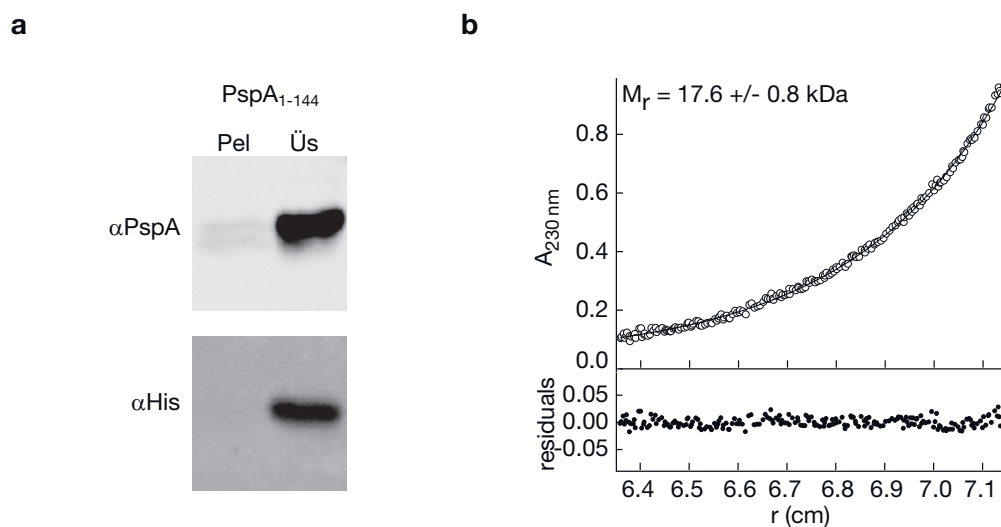 a
PspA1-144
Pel Üs
αPspA
αHis
b
Mr = 17.6 +/- 0.8 kDa
A230 nm
0.8
0.6
0.4
0.2
0.0
residuals
0.05
0.00
-0.05
6.4 6.5 6.6 6.7 6.8 6.9 7.0 7.1
r (cm)